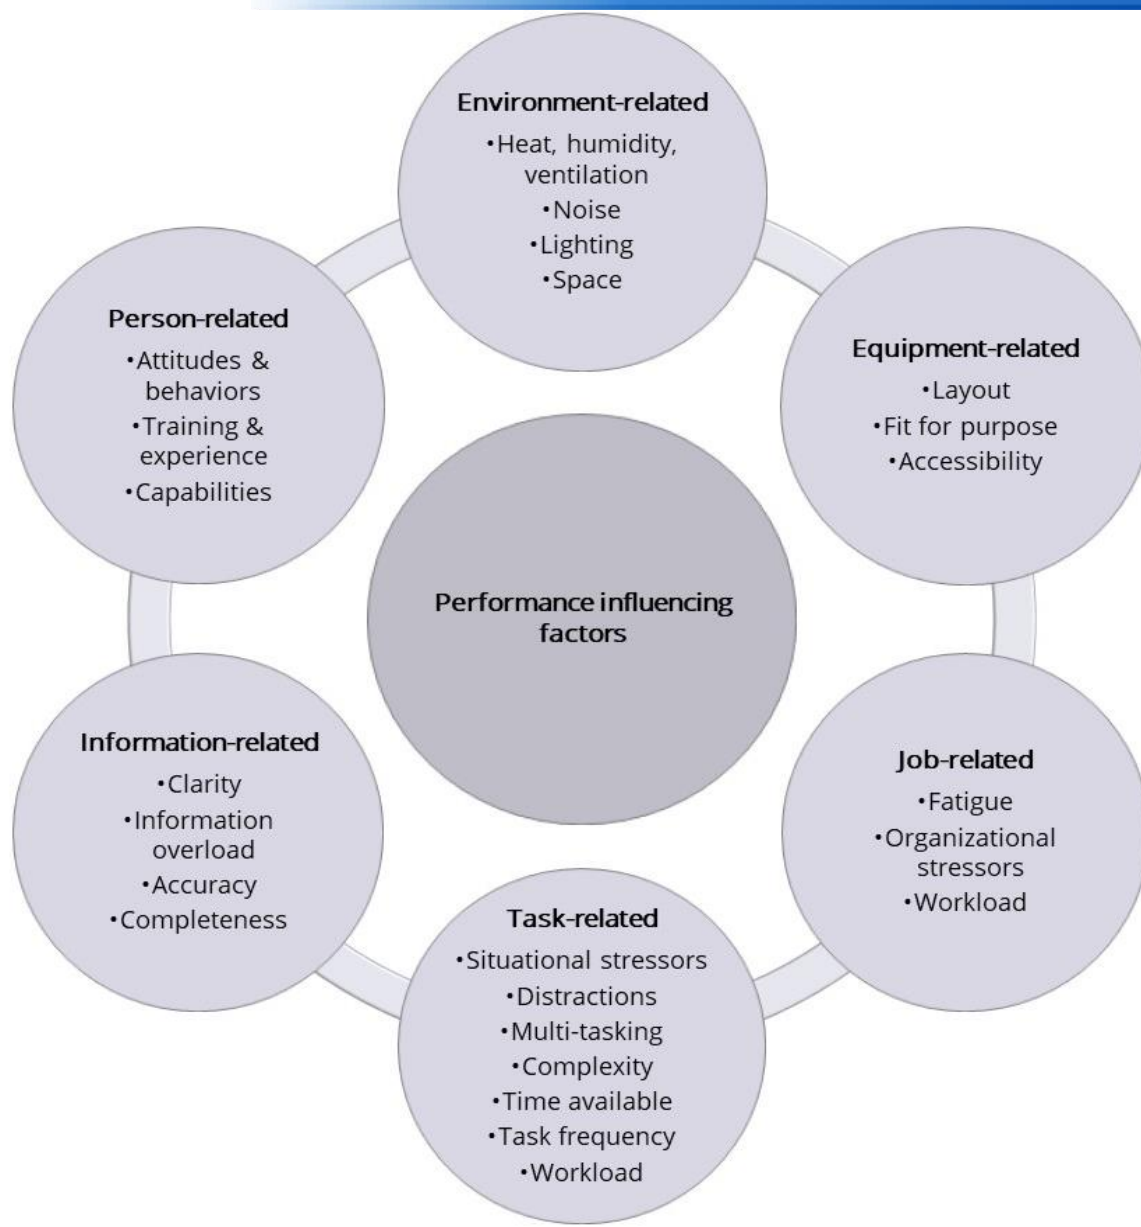 Environment-related
•Heat, humidity,
ventilation
•Noise
•Lighting
•Space
Equipment-related
•Layout
•Fit for purpose
•Accessibility
Job-related
•Fatigue
•Organizational
stressors
•Workload
Task-related
•Situational stressors
•Distractions
•Multi-tasking
•Complexity
•Time available
•Task frequency
•Workload
Information-related
•Clarity
•Information
overload
•Accuracy
•Completeness
Person-related
•Attitudes &
behaviors
•Training &
experience
•Capabilities
Performance influencing
factors